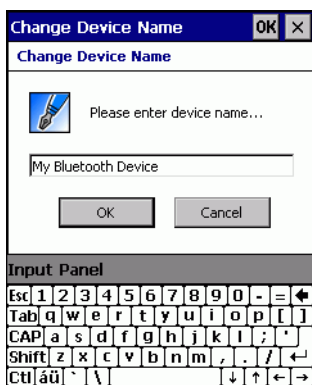 Change Device Name OK ×
Change Device Name
Please enter device name...
My Bluetooth Device
OK Cancel
Input Panel
Esc 1 2 3 4 5 6 7 8 9 0 - = ←
Tab q w e r t y u i o p [ ]
CAP a s d f g h j k l ; '
Shift z x c v b n m , . / ↵
Ctl áü ` \ ↓ ↑ ← →